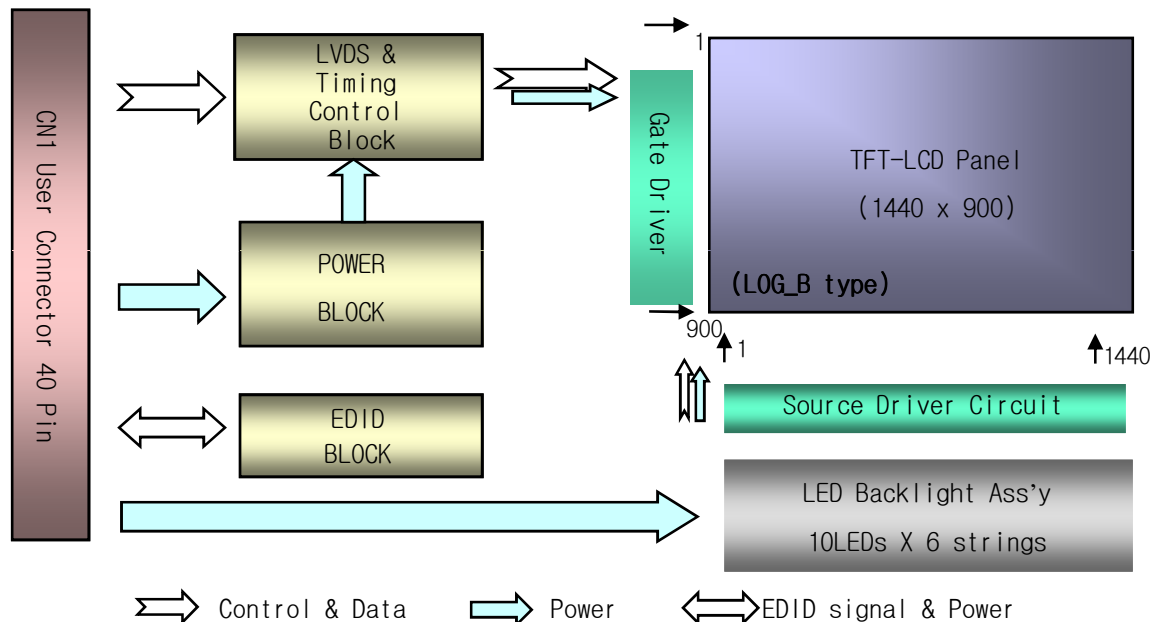 CN1 User Connector 40 Pin
LVDS &
Timing
Control
Block
POWER
BLOCK
EDID
BLOCK
Gate Driver
1
900
TFT-LCD Panel
(1440 x 900)
(LOG_B type)
1
1440
Source Driver Circuit
LED Backlight Ass’y
10LEDs X 6 strings
Control & Data
Power
EDID signal & Power